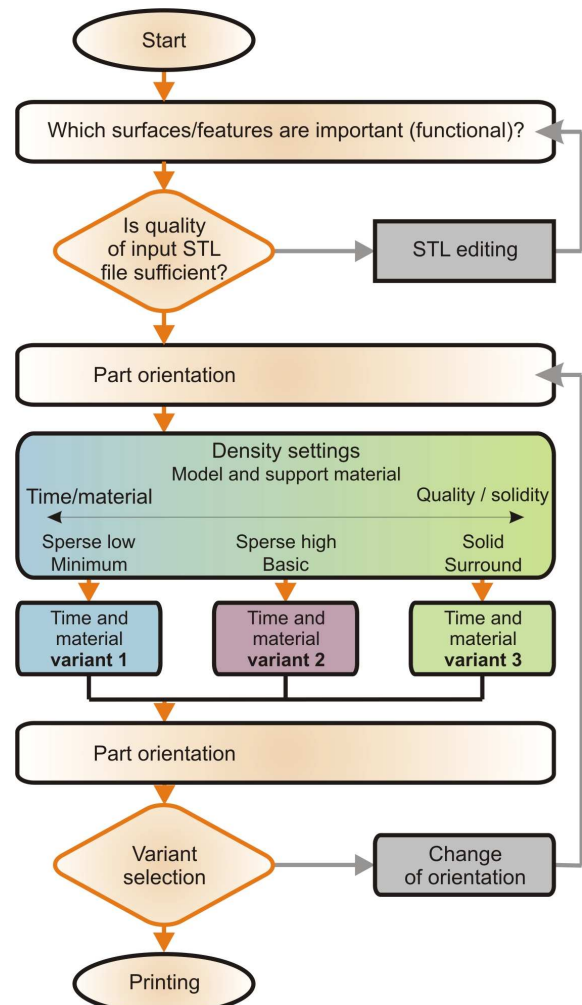 Start
Which surfaces/features are important (functional)?
Is quality
of input STL
file sufficient?
STL editing
Part orientation
Density settings
Model and support material
Time/material
Quality / solidity
Sperse low
Minimum
Sperse high
Basic
Solid
Surround
Time and
material
variant 1
Time and
material
variant 2
Time and
material
variant 3
Part orientation
Variant
selection
Change
of orientation
Printing